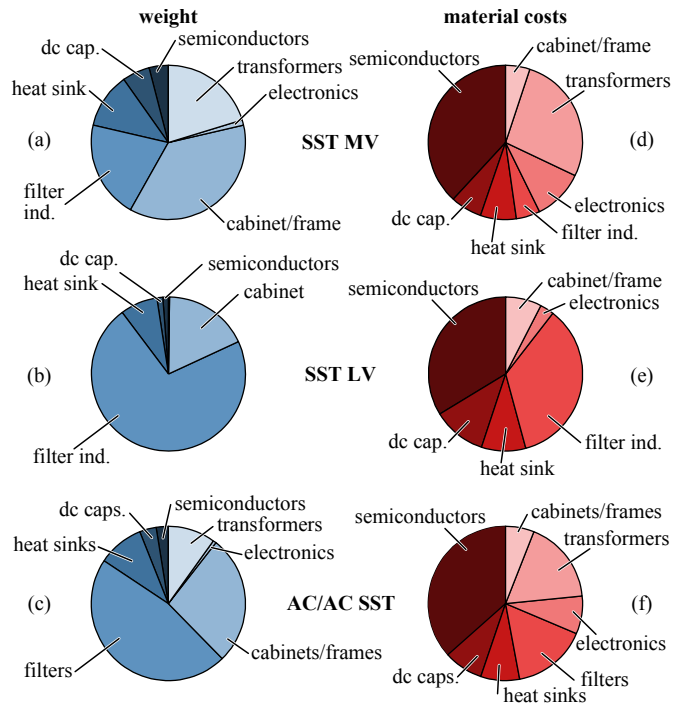 weight
material costs
semiconductors
dc cap.
transformers
heat sink
electronics
(a)
filter
ind.
cabinet/frame
SST MV
cabinet/frame
semiconductors
transformers
(d)
electronics
dc cap.
filter ind.
heat sink
dc cap.
semiconductors
heat sink
cabinet
(b)
filter ind.
SST LV
cabinet/frame
semiconductors
electronics
(e)
dc cap.
filter ind.
heat sink
dc caps.
semiconductors
transformers
heat sinks
electronics
(c)
filters
cabinets/frames
AC/AC SST
cabinets/frames
semiconductors
transformers
(f)
electronics
dc caps.
filters
heat sinks